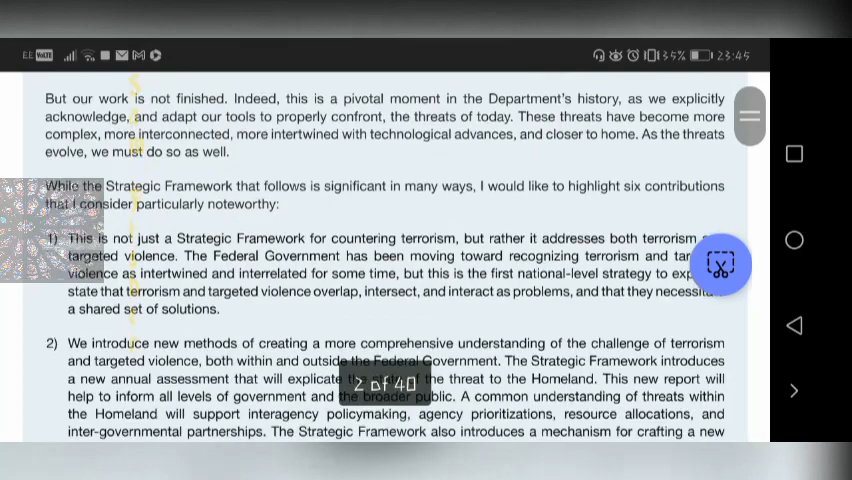 EE VoLTE 35% 23:45
But our work is not finished. Indeed, this is a pivotal moment in the Department's history, as we explicitly
acknowledge, and adapt our tools to properly confront, the threats of today. These threats have become more
complex, more interconnected, more intertwined with technological advances, and closer to home. As the threats
evolve, we must do so as well.
While the Strategic Framework that follows is significant in many ways, I would like to highlight six contributions
that I consider particularly noteworthy:
1) This is not just a Strategic Framework for countering terrorism, but rather it addresses both terrorism
targeted violence. The Federal Government has been moving toward recognizing terrorism and
violence as intertwined and interrelated for some time, but this is the first national-level strategy to
state that terrorism and targeted violence overlap, intersect, and interact as problems, and that they
a shared set of solutions.
2) We introduce new methods of creating a more comprehensive understanding of the challenge of terrorism
and targeted violence, both within and outside the Federal Government. The Strategic Framework introduces
a new annual assessment that will explicate the the threat to the Homeland. This new report will
2 of 40
help to inform all levels of government and the broader public. A common understanding of threats within
the Homeland will support interagency policymaking, agency prioritizations, resource allocations, and
inter-governmental partnerships. The Strategic Framework also introduces a mechanism for crafting a new